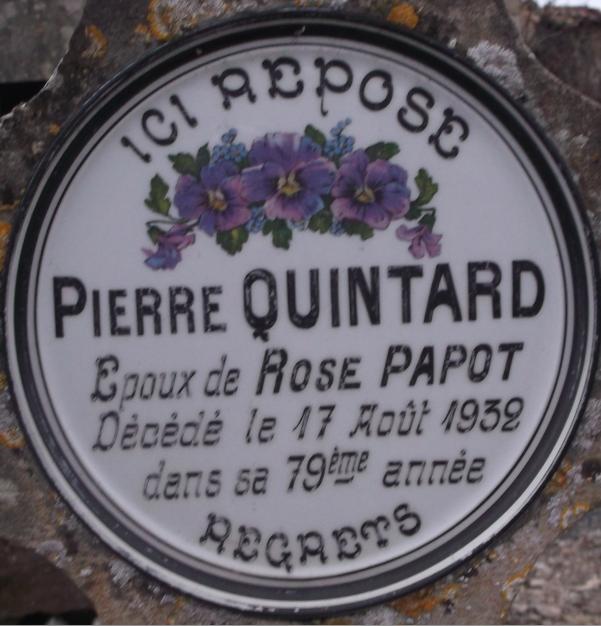 ICI REPOSE
PIERRE QUINTARD
Epoux de ROSE PAPOT
Décédé le 17 Août 1932
dans sa 79ème année
REGRETS